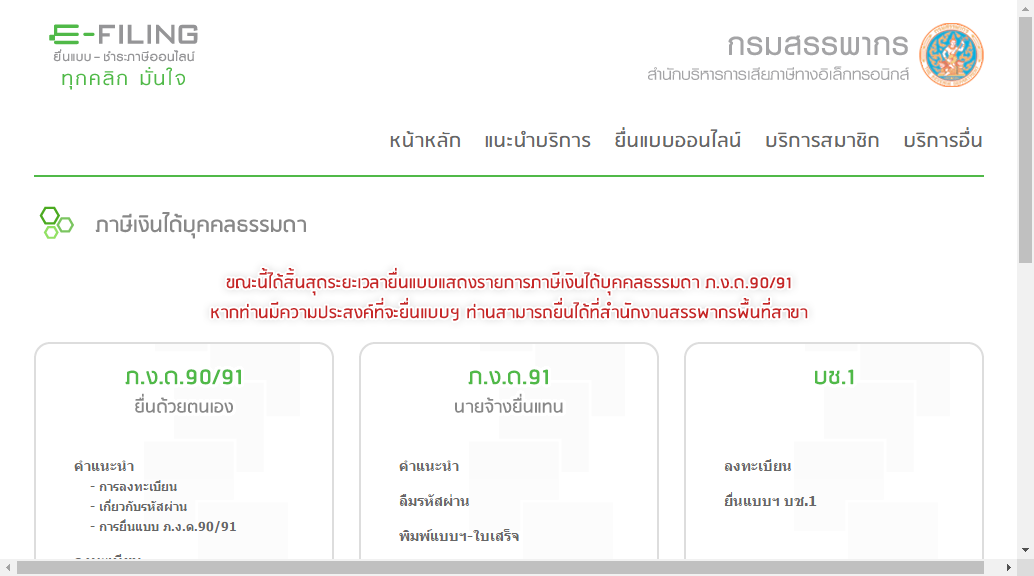 E-FILING
ยื่นแบบ - ชำระภาษีออนไลน์
ทุกคลิก มั่นใจ
กรมสรรพากร
สำนักบริหารการเสียภาษีทางอิเล็กทรอนิกส์
หน้าหลัก แนะนำบริการ ยื่นแบบออนไลน์ บริการสมาชิก บริการอื่น
ภาษีเงินได้บุคคลธรรมดา
ขณะนี้ได้สิ้นสุดระยะเวลายื่นแบบแสดงรายการภาษีเงินได้บุคคลธรรมดา ภ.ง.ด.90/91
หากท่านมีความประสงค์ที่จะยื่นแบบฯ ท่านสามารถยื่นได้ที่สำนักงานสรรพากรพื้นที่สาขา
ภ.ง.ด.90/91
ยื่นด้วยตนเอง
คำแนะนำ
- การลงทะเบียน
- เกี่ยวกับรหัสผ่าน
- การยื่นแบบ ภ.ง.ด.90/91
ภ.ง.ด.91
นายจ้างยื่นแทน
คำแนะนำ
ลืมรหัสผ่าน
พิมพ์แบบฯ-ใบเสร็จ
บช.1
ลงทะเบียน
ยื่นแบบฯ บช.1